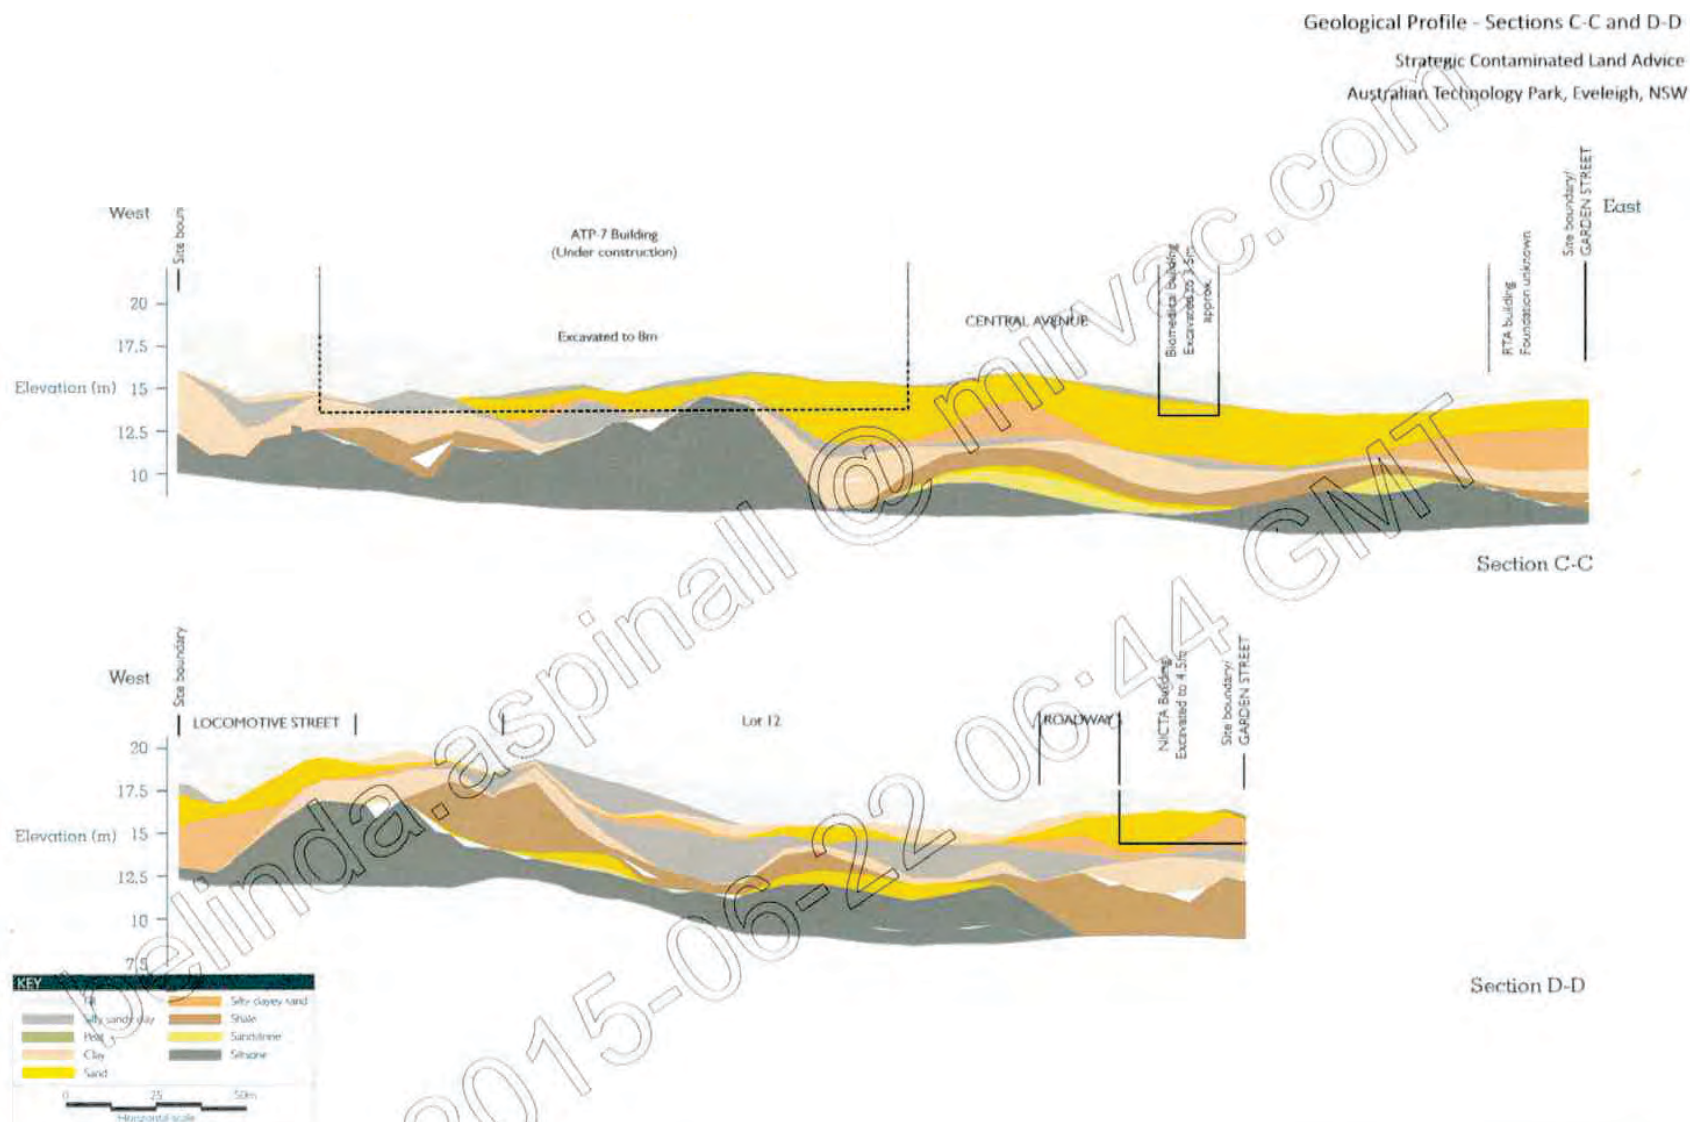 Geological Profile - Sections C-C and D-D
Strategic Contaminated Land Advice
Australian Technology Park, Eveleigh, NSW
West
Site boun
ATP-7 Building
(Under construction)
Excavated to 8m
CENTRAL AVENUE
Biomedical Building
Excavated to 3.5m
approx.
RTA building
Foundation unknown
Site boundary/
GARDEN STREET
East
20
17.5
Elevation (m) 15
12.5
10
Section C-C
West
Site boundary
LOCOMOTIVE STREET
Lot 12
ROADWAY
NICTA Building
Excavated to 4.5m
Site boundary/
GARDEN STREET
20
17.5
Elevation (m) 15
12.5
10
7.5
Section D-D
KEY
Silty sandy clay
Peat
Clay
Sand
Silty clayey sand
Shale
Sandstone
Siltstone
0 25 50m
Horizontal scale
belinda.aspinall @ mirvac.com
2015-06-22 06:44 GMT